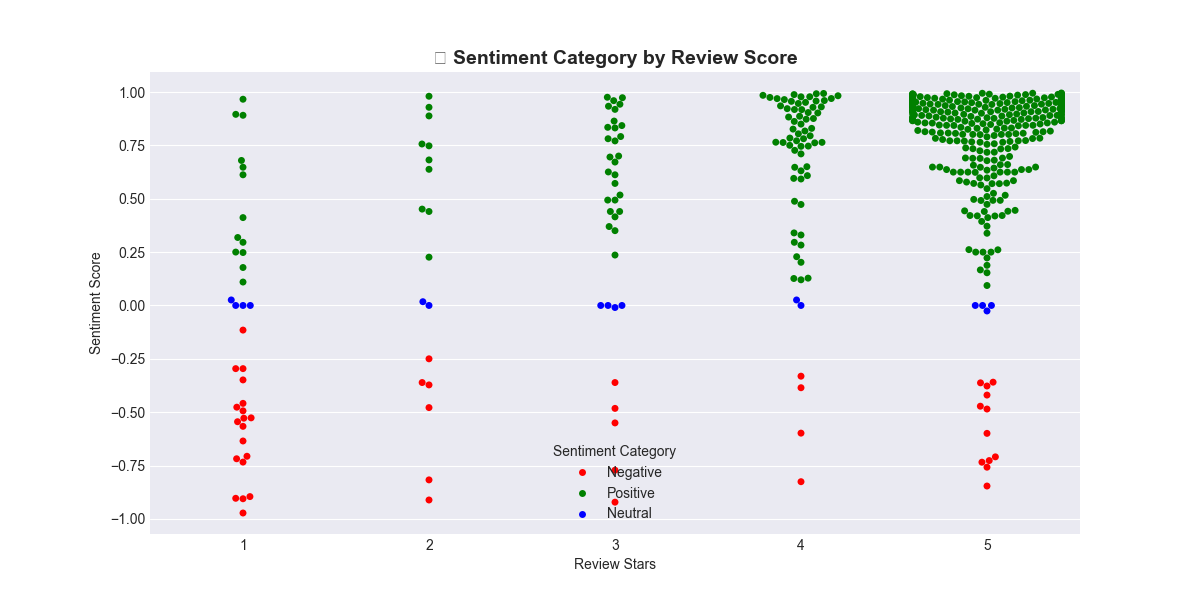 Sentiment Category by Review Score
Sentiment Score
1.00
0.75
0.50
0.25
0.00
−0.25
−0.50
−0.75
−1.00
Sentiment Category
Negative
Positive
Neutral
1 2 3 4 5
Review Stars